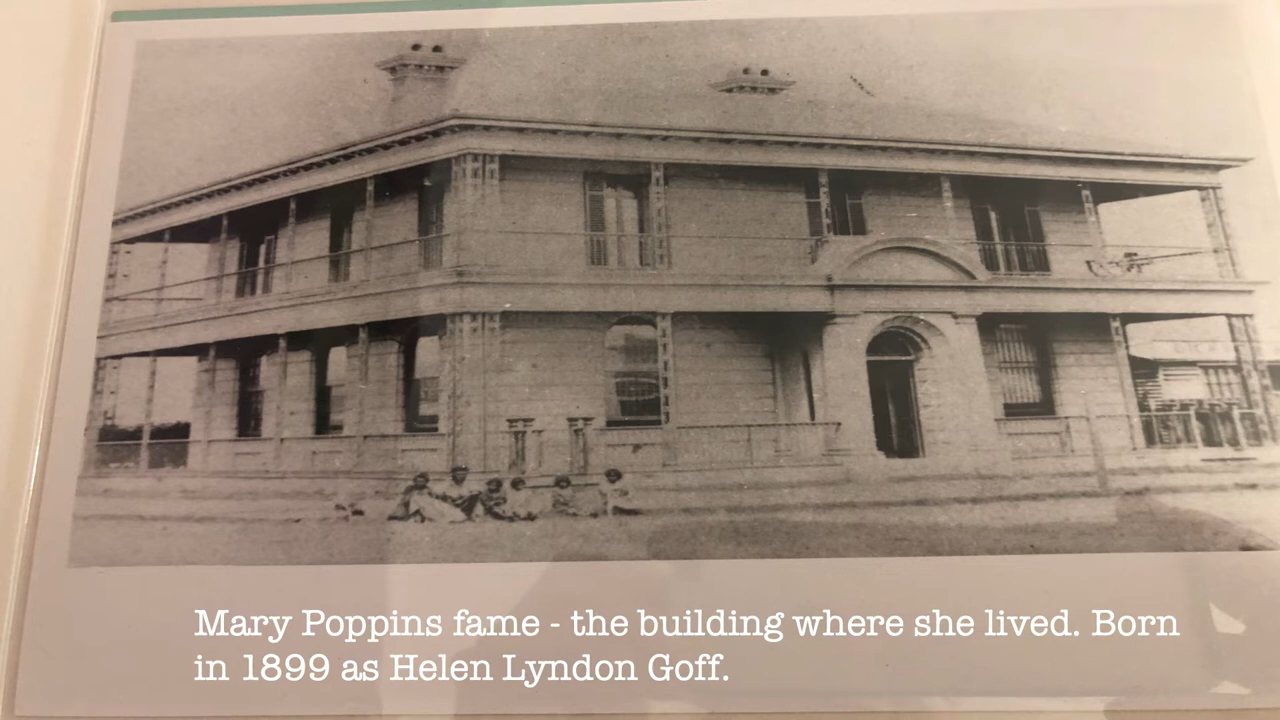 Mary Poppins fame - the building where she lived. Born
in 1899 as Helen Lyndon Goff.